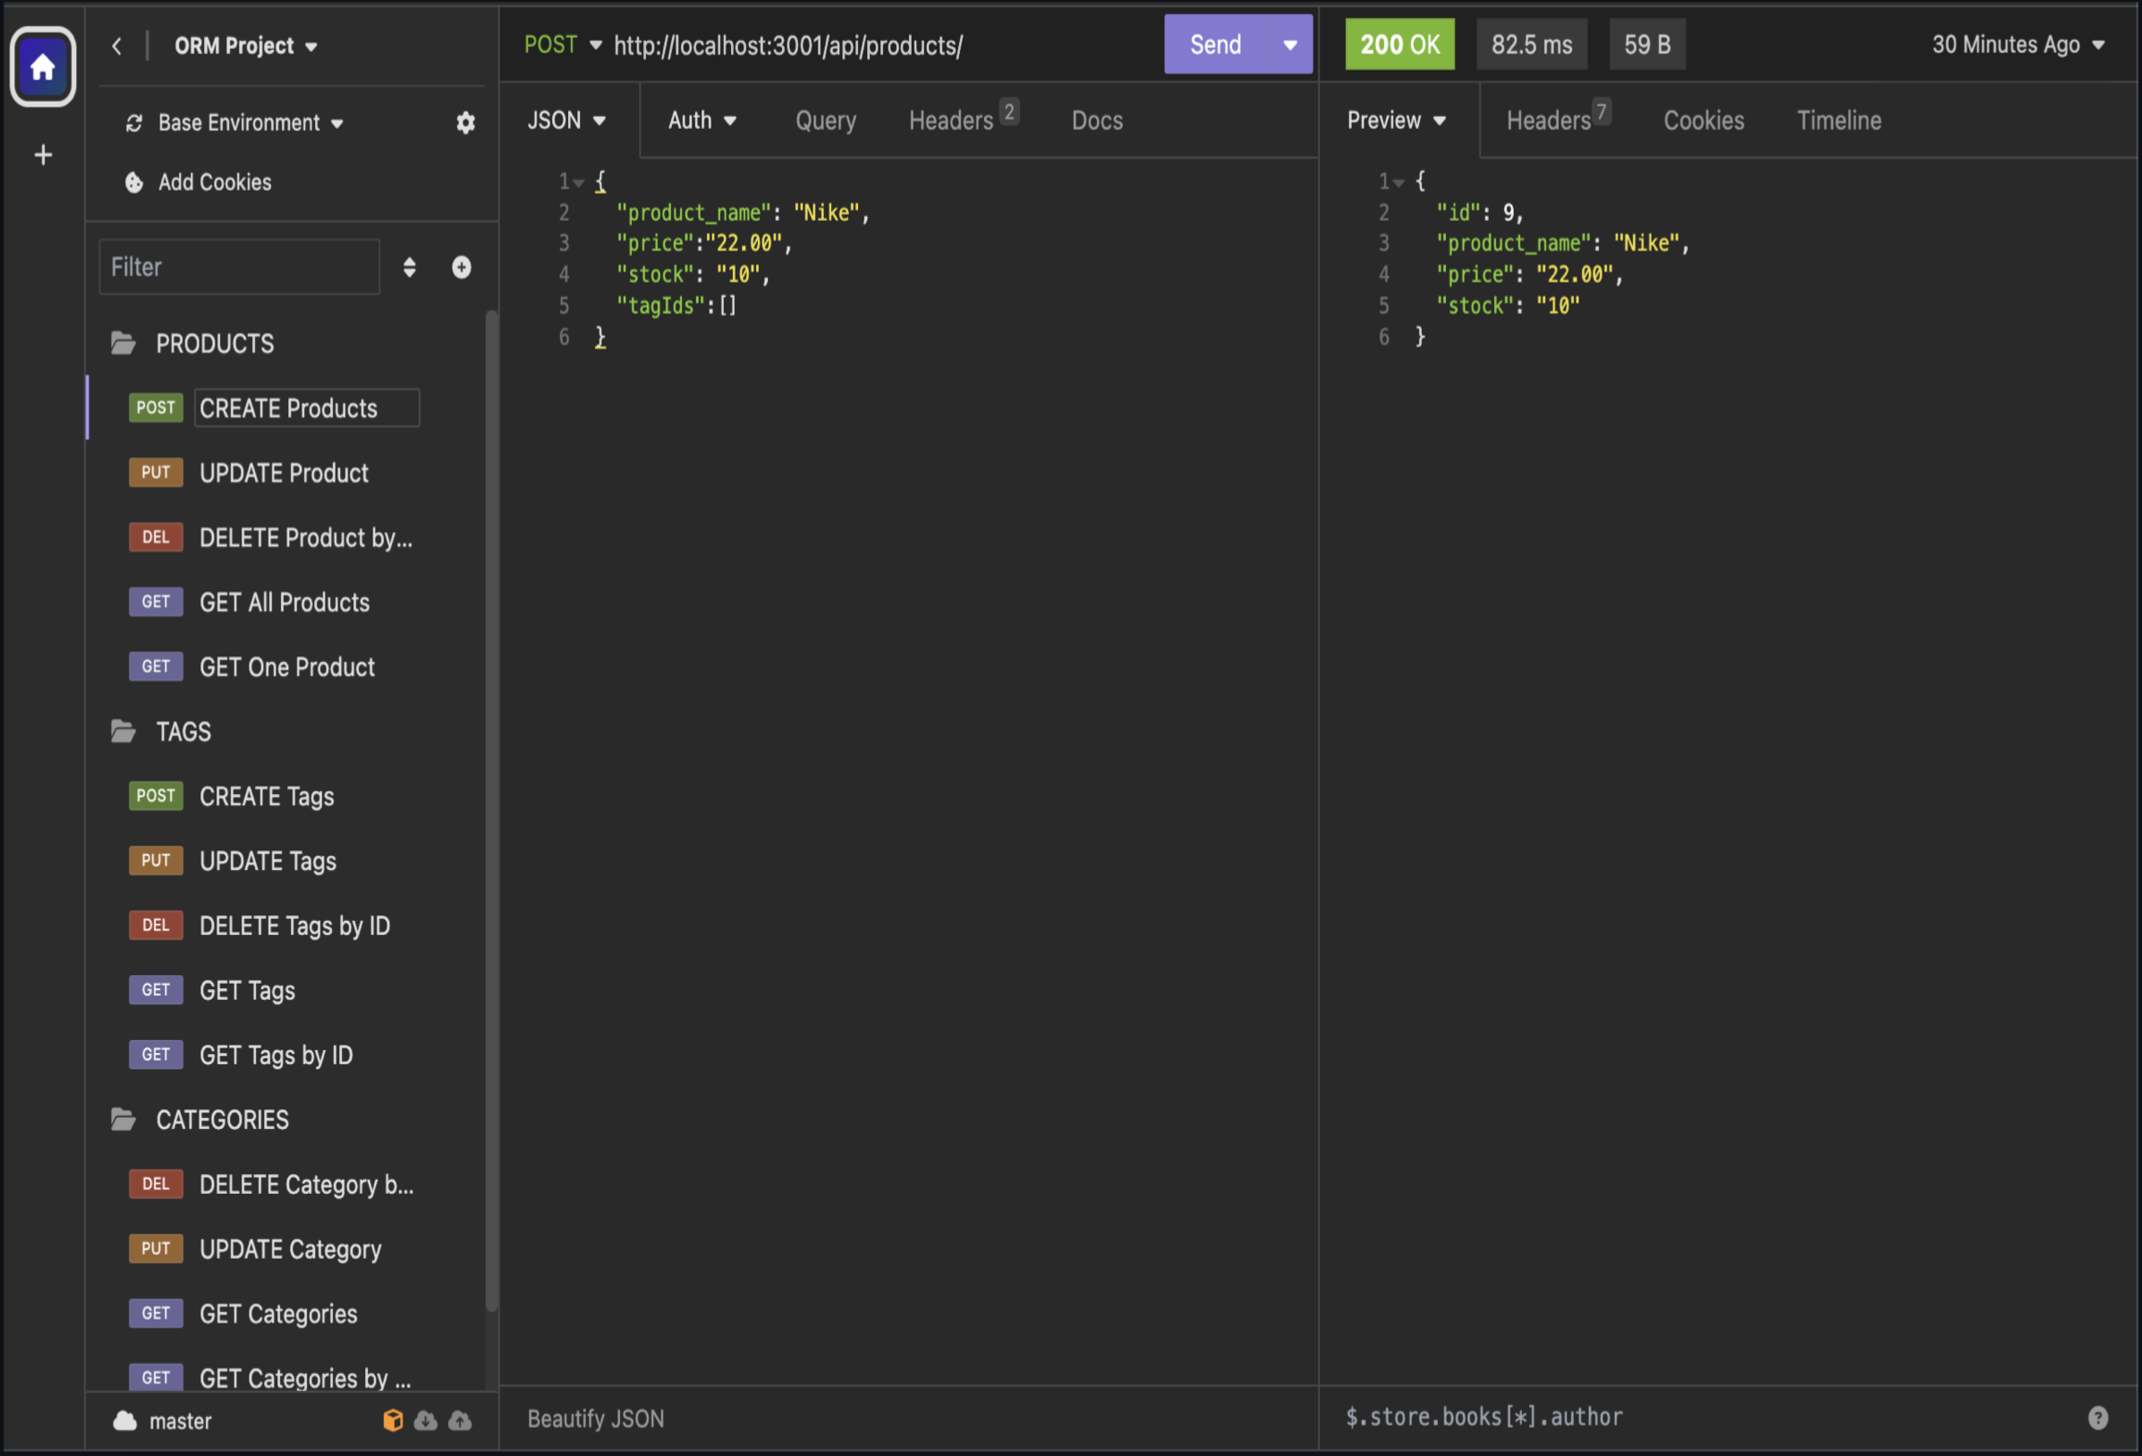 ORM Project
Base Environment
Add Cookies
Filter
PRODUCTS
POST CREATE Products
PUT UPDATE Product
DEL DELETE Product by...
GET GET All Products
GET GET One Product
TAGS
POST CREATE Tags
PUT UPDATE Tags
DEL DELETE Tags by ID
GET GET Tags
GET GET Tags by ID
CATEGORIES
DEL DELETE Category b...
PUT UPDATE Category
GET GET Categories
GET GET Categories by ...
master
POST http://localhost:3001/api/products/ Send
JSON Auth Query Headers 2 Docs
1 {
2 "product_name": "Nike",
3 "price":"22.00",
4 "stock": "10",
5 "tagIds":[]
6 }
Beautify JSON
200 OK 82.5 ms 59 B 30 Minutes Ago
Preview Headers 7 Cookies Timeline
1 {
2 "id": 9,
3 "product_name": "Nike",
4 "price": "22.00",
5 "stock": "10"
6 }
$.store.books[*].author ?